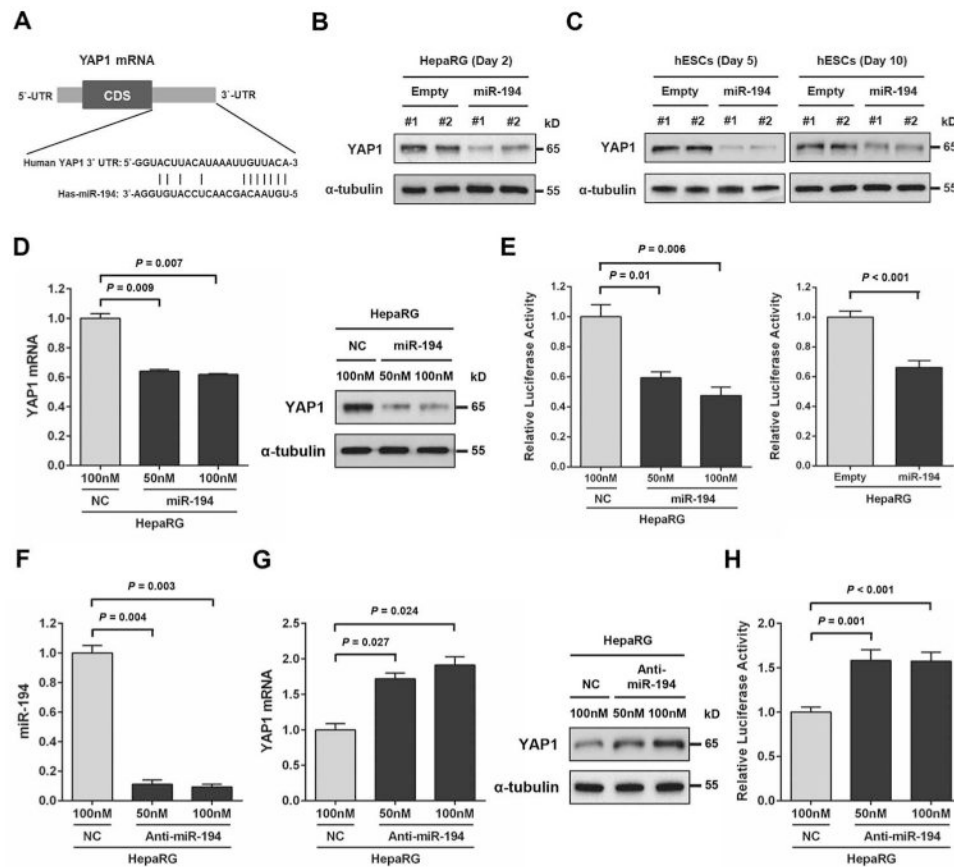 A
YAP1 mRNA
5´-UTR
CDS
3´-UTR
Human YAP1 3´ UTR: 5-GGUACUUACAUAAAUUGUUACA-3
Has-miR-194: 3-AGGUGUACCUCAACGACAAUGU-5
B
HepaRG (Day 2)
Empty miR-194
#1 #2 #1 #2 kD
YAP1 65
α-tubulin 55
C
hESCs (Day 5) hESCs (Day 10)
Empty miR-194 Empty miR-194
#1 #2 #1 #2 #1 #2 #1 #2 kD
YAP1 65
α-tubulin 55
D
P = 0.007
P = 0.009
YAP1 mRNA
1.2
1.0
0.8
0.6
0.4
0.2
0.0
100nM 50nM 100nM
NC miR-194
HepaRG
HepaRG
NC miR-194
100nM 50nM 100nM kD
YAP1 65
α-tubulin 55
E
P = 0.006
P = 0.01
Relative Luciferase Activity
1.2
1.0
0.8
0.6
0.4
0.2
0.0
100nM 50nM 100nM
NC miR-194
HepaRG
P < 0.001
Relative Luciferase Activity
1.2
1.0
0.8
0.6
0.4
0.2
0.0
Empty miR-194
HepaRG
F
P = 0.003
P = 0.004
miR-194
1.2
1.0
0.8
0.6
0.4
0.2
0.0
100nM 50nM 100nM
NC Anti-miR-194
HepaRG
G
P = 0.024
P = 0.027
YAP1 mRNA
2.5
2.0
1.5
1.0
0.5
0.0
100nM 50nM 100nM
NC Anti-miR-194
HepaRG
HepaRG
Anti-
NC miR-194
100nM 50nM 100nM kD
YAP1 65
α-tubulin 55
H
P < 0.001
P = 0.001
Relative Luciferase Activity
2.0
1.5
1.0
0.5
0.0
100nM 50nM 100nM
NC Anti-miR-194
HepaRG